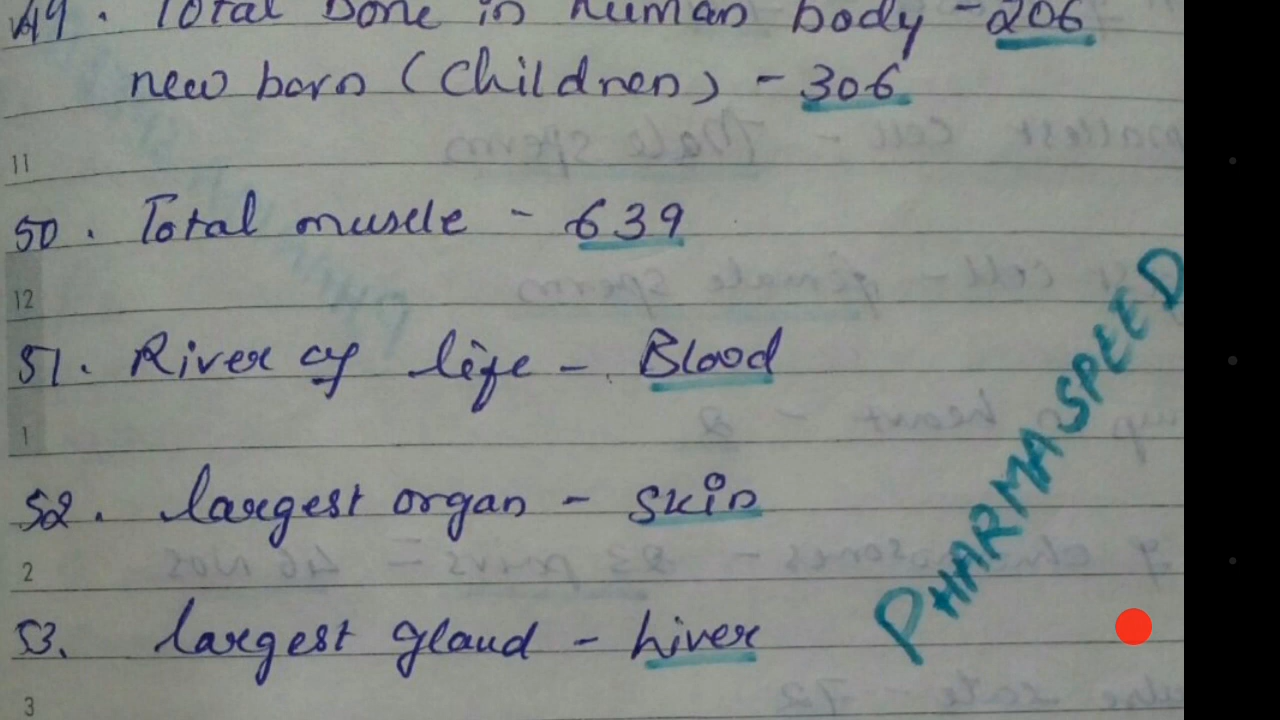 49. Total bone in human body - 206
new born (Children) - 306
11
50. Total muscle - 639
12
51. River of life - Blood
1
52. largest organ - Skin
2
53. largest gland - Liver
3
PHARMASPEED